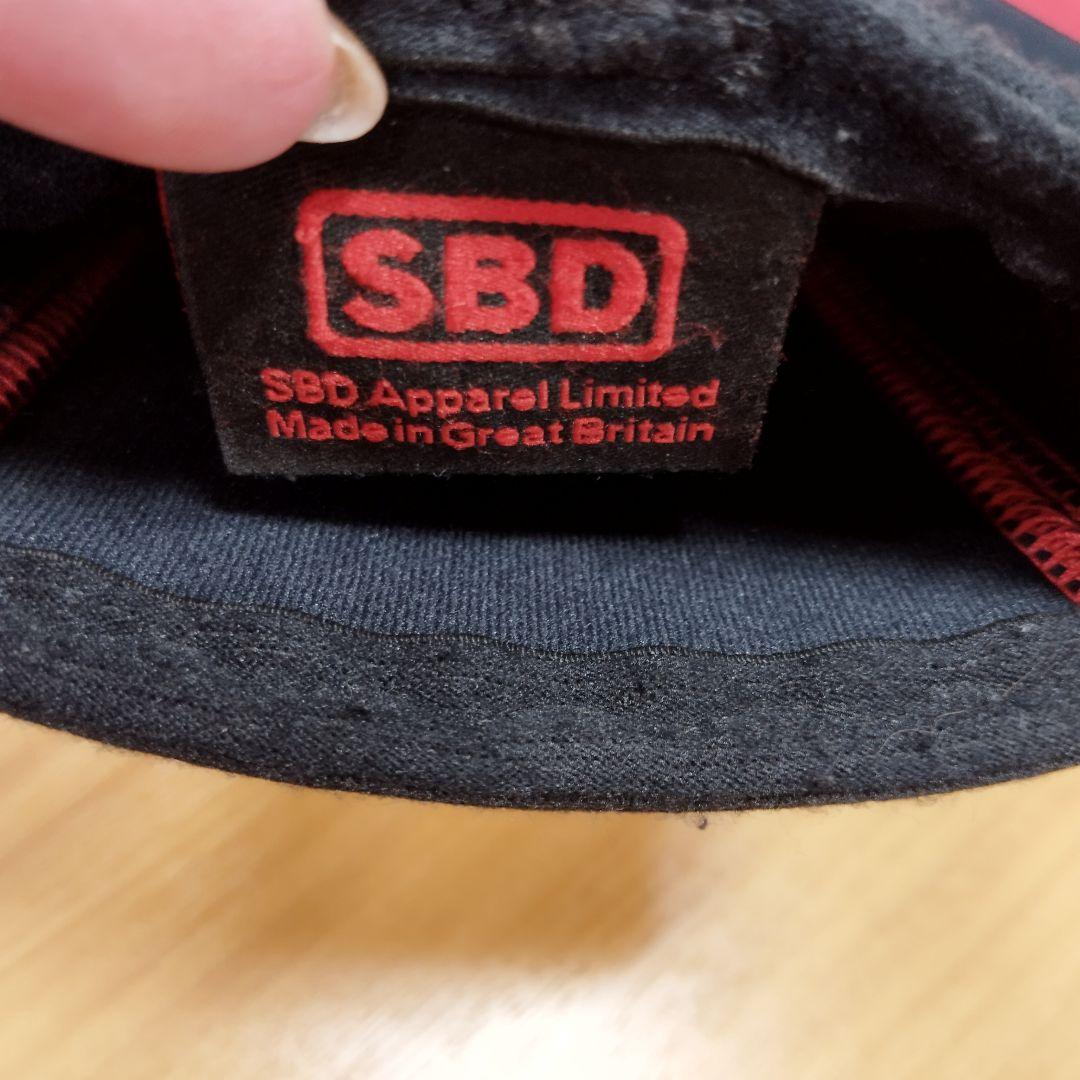 SBD
SBD Apparel Limited
Made in Great Britain